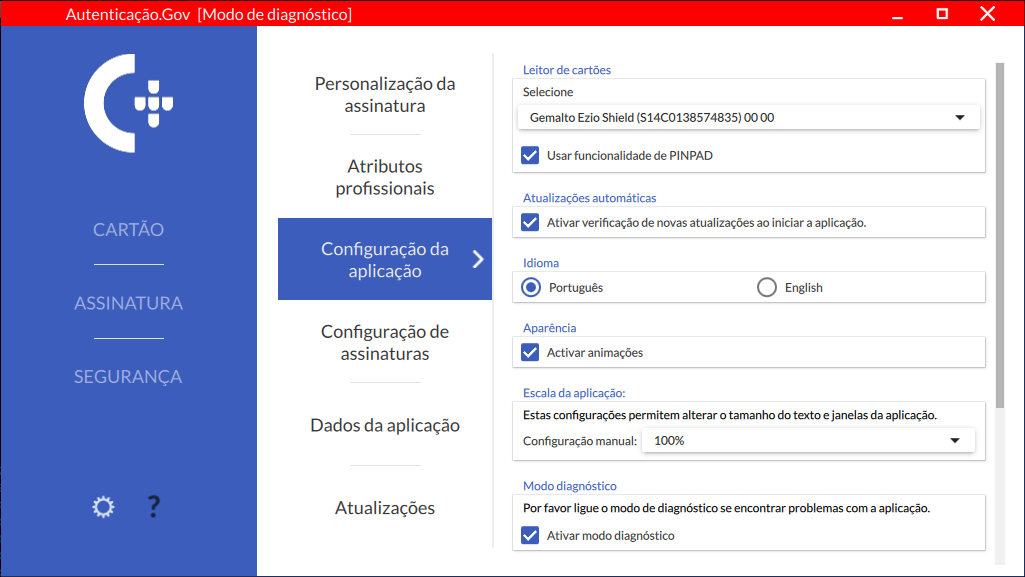 Autenticação.Gov [Modo de diagnóstico]
CARTÃO
ASSINATURA
SEGURANÇA
?
Personalização da
assinatura
Atributos
profissionais
Configuração da
aplicação
Configuração de
assinaturas
Dados da aplicação
Atualizações
Leitor de cartões
Selecione
Gemalto Ezio Shield (S14C0138574835) 00 00
Usar funcionalidade de PINPAD
Atualizações automáticas
Ativar verificação de novas atualizações ao iniciar a aplicação.
Idioma
Português English
Aparência
Activar animações
Escala da aplicação:
Estas configurações permitem alterar o tamanho do texto e janelas da aplicação.
Configuração manual: 100%
Modo diagnóstico
Por favor ligue o modo de diagnóstico se encontrar problemas com a aplicação.
Ativar modo diagnóstico